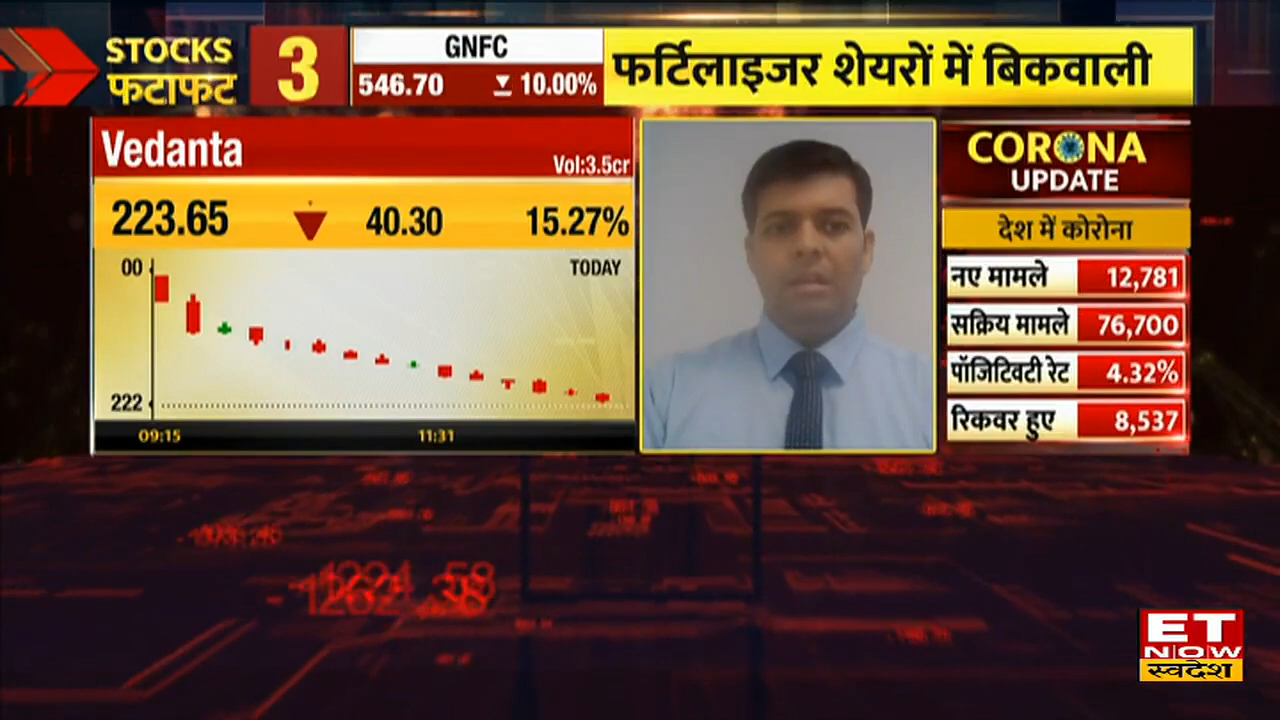 STOCKS
फटाफट
3
GNFC
546.70 10.00%
फर्टिलाइजर शेयरों में बिकवाली
Vedanta
Vol:3.5cr
223.65 40.30 15.27%
00
TODAY
222
09:15 11:31
CORONA
UPDATE
देश में कोरोना
नए मामले 12,781
सक्रिय मामले 76,700
पॉजिटिवटी रेट 4.32%
रिकवर हुए 8,537
ET
NOW
स्वदेश